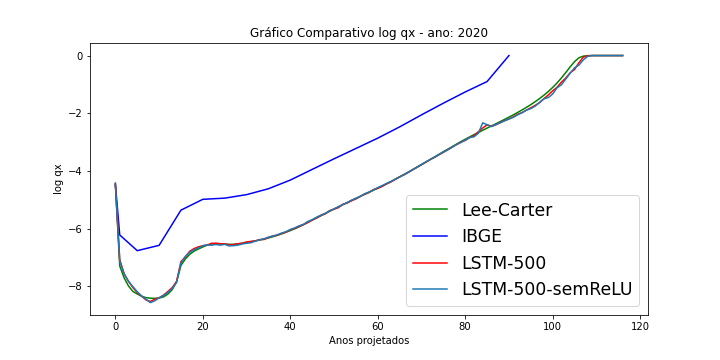 Gráfico Comparativo log qx - ano: 2020
log qx
0
−2
−4
−6
−8
Lee-Carter
IBGE
LSTM-500
LSTM-500-semReLU
0 20 40 60 80 100 120
Anos projetados